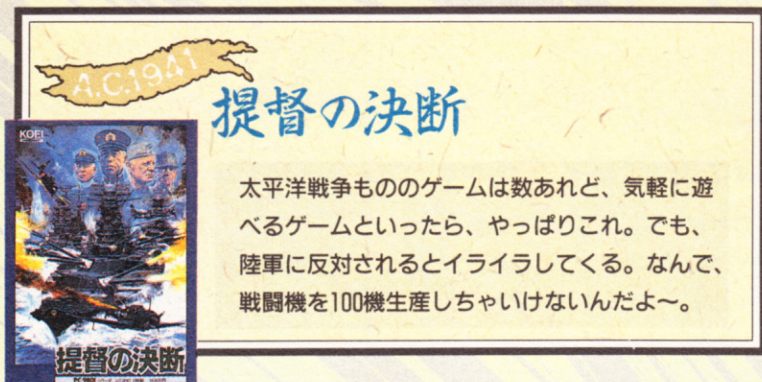 A.C.1941
提督の決断
KOEI
提督の決断
太平洋戦争もののゲームは数あれど、気軽に遊
べるゲームといったら、やっぱりこれ。でも、
陸軍に反対されるとイライラしてくる。なんで、
戦闘機を100機生産しちゃいけないんだよ〜。